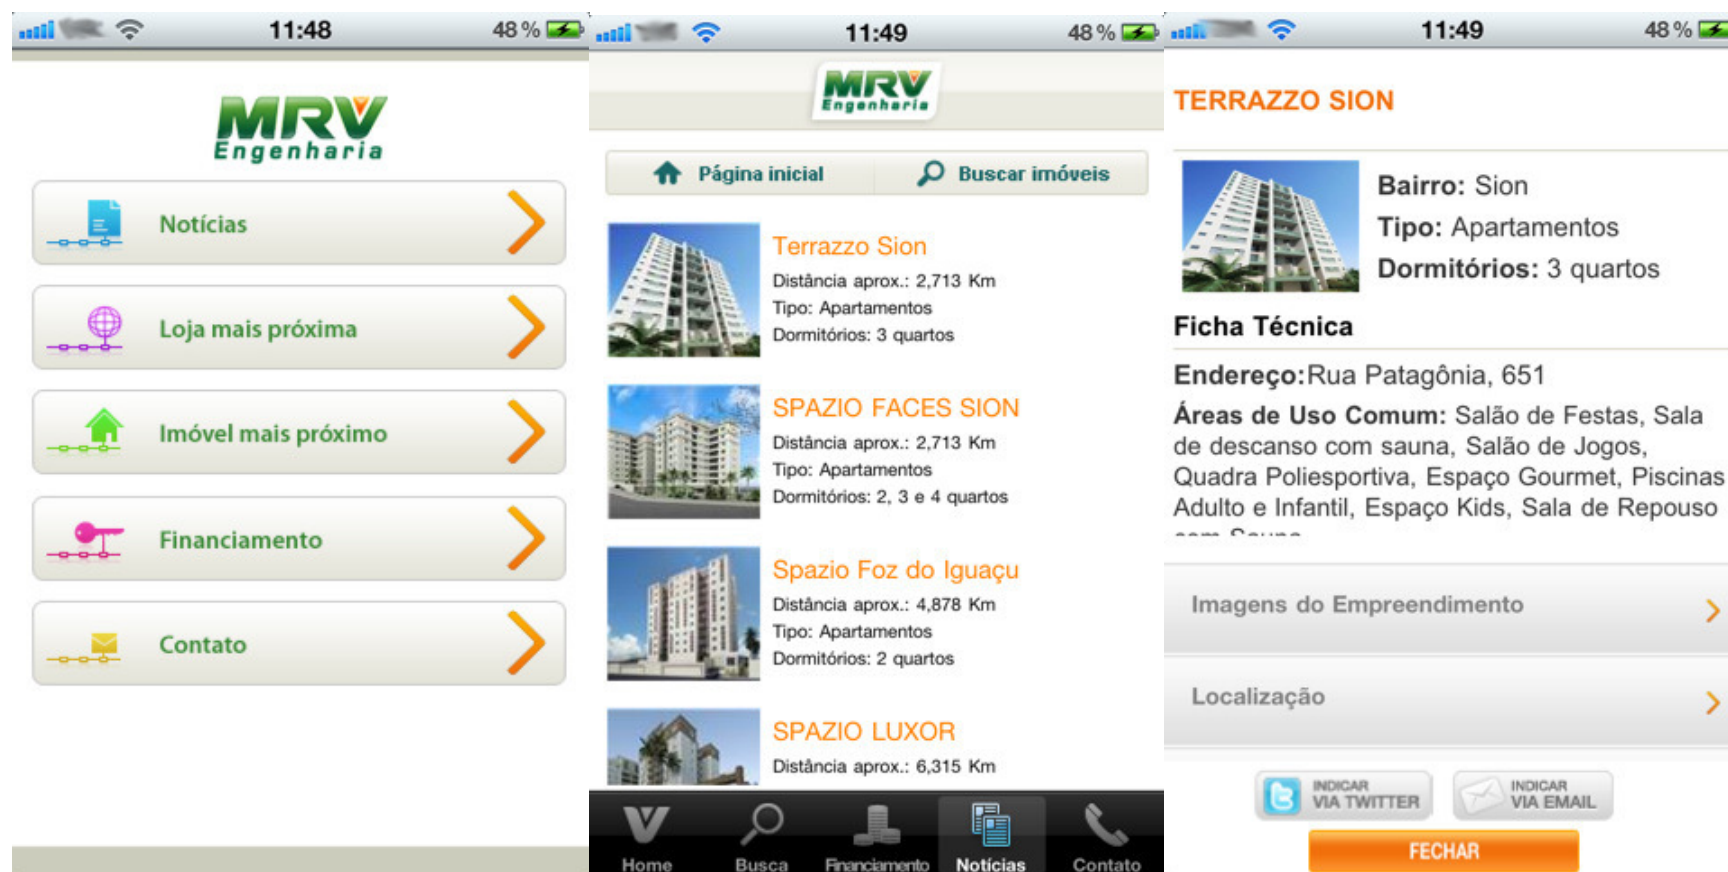 11:48
48 %
MRV
Engenharia
Notícias
Loja mais próxima
Imóvel mais próximo
Financiamento
Contato
11:49
48 %
MRV
Engenharia
Página inicial
Buscar imóveis
Terrazzo Sion
Distância aprox.: 2,713 Km
Tipo: Apartamentos
Dormitórios: 3 quartos
SPAZIO FACES SION
Distância aprox.: 2,713 Km
Tipo: Apartamentos
Dormitórios: 2, 3 e 4 quartos
Spazio Foz do Iguaçu
Distância aprox.: 4,878 Km
Tipo: Apartamentos
Dormitórios: 2 quartos
SPAZIO LUXOR
Distância aprox.: 6,315 Km
Home
Busca
Financiamento
Notícias
Contato
11:49
48 %
TERRAZZO SION
Bairro: Sion
Tipo: Apartamentos
Dormitórios: 3 quartos
Ficha Técnica
Endereço:Rua Patagônia, 651
Áreas de Uso Comum: Salão de Festas, Sala
de descanso com sauna, Salão de Jogos,
Quadra Poliesportiva, Espaço Gourmet, Piscinas
Adulto e Infantil, Espaço Kids, Sala de Repouso
com Sauna
Imagens do Empreendimento
Localização
INDICAR
VIA TWITTER
INDICAR
VIA EMAIL
FECHAR